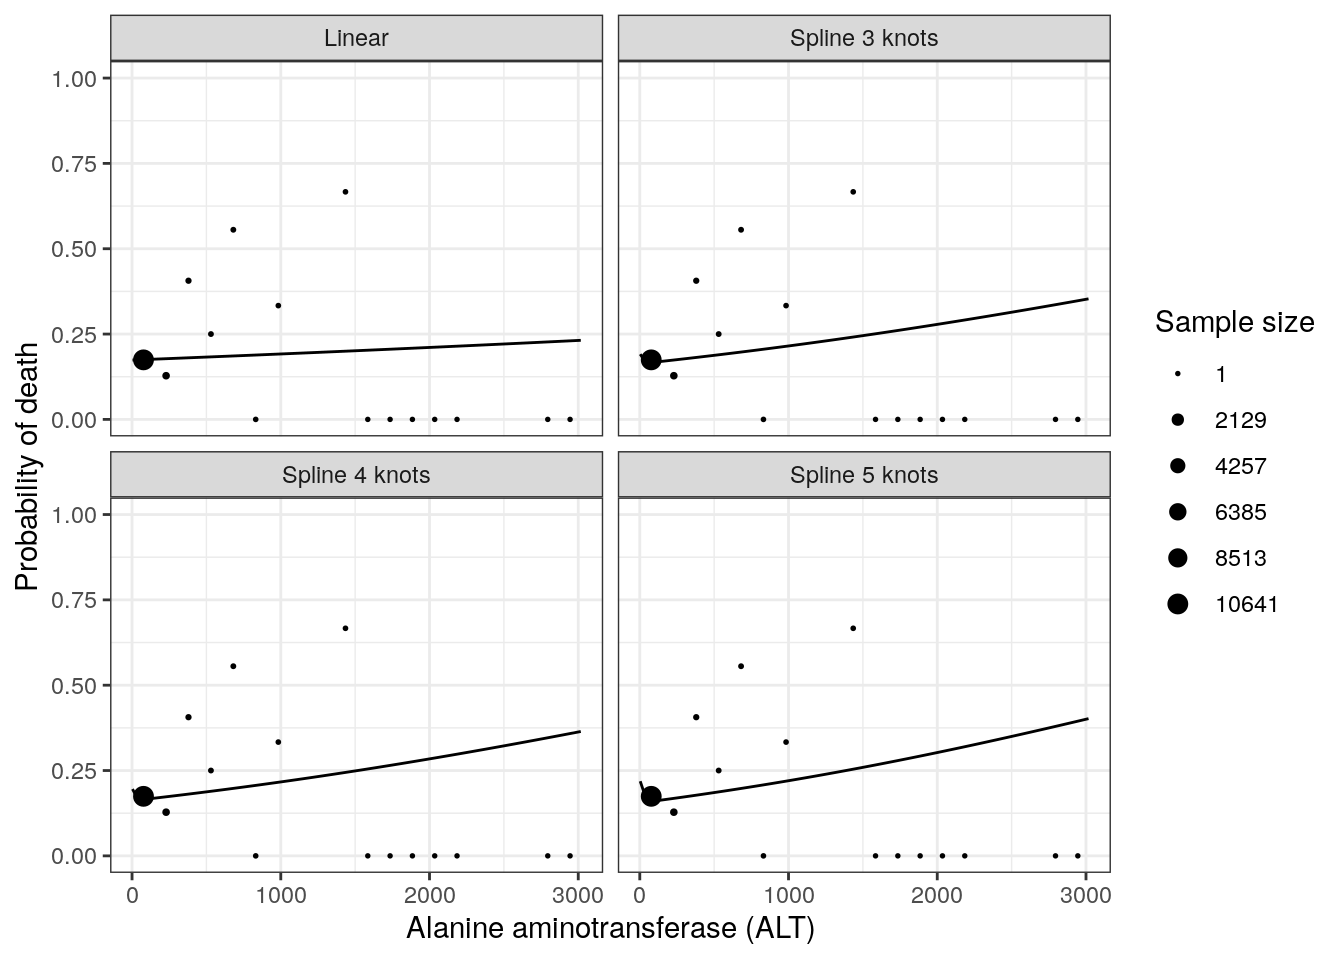 Linear
Spline 3 knots
1.00
0.75
0.50
0.25
0.00
Spline 4 knots
Spline 5 knots
1.00
0.75
0.50
0.25
0.00
0 1000 2000 3000
0 1000 2000 3000
Alanine aminotransferase (ALT)
Probability of death
Sample size
1
2129
4257
6385
8513
10641